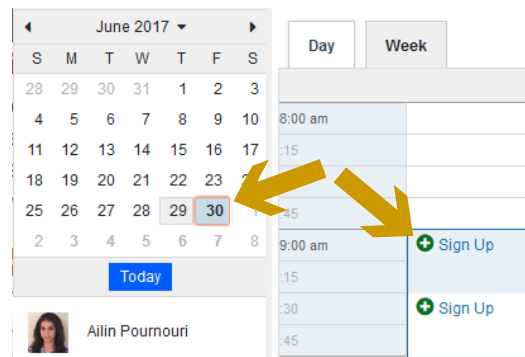 June 2017
S M T W T F S
28 29 30 31 1 2 3
4 5 6 7 8 9 10
11 12 13 14 15 16 17
18 19 20 21 22 23
25 26 27 28 29 30
2 3 4 5 6 7 8
Today
Ailin Pournouri
Day Week
8:00 am
:15
:45
9:00 am Sign Up
:15
:30 Sign Up
:45